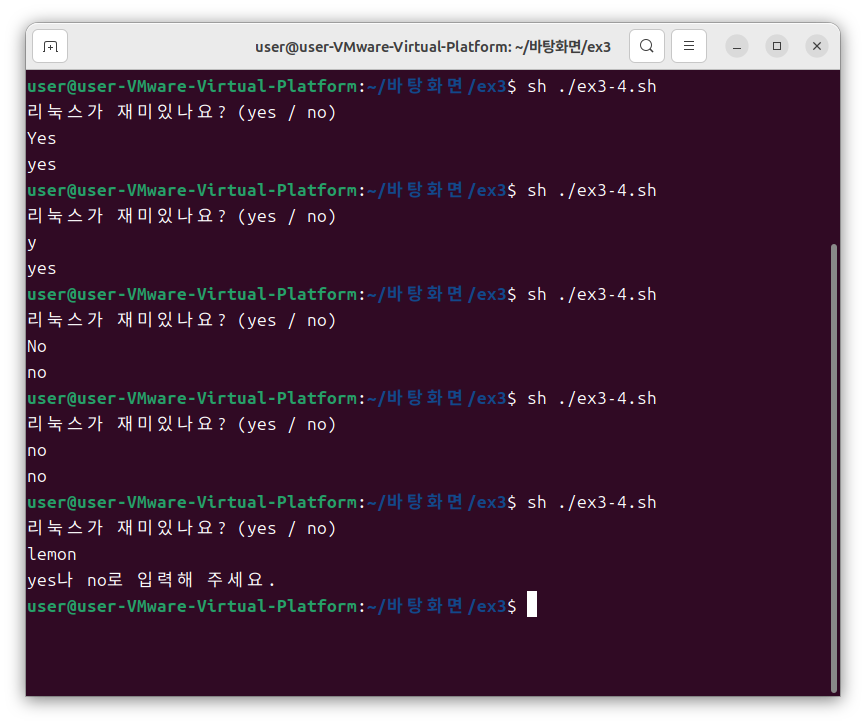 user@user-VMware-Virtual-Platform: ~/바탕화면/ex3
user@user-VMware-Virtual-Platform:~/바탕화면/ex3$ sh ./ex3-4.sh
리눅스가 재미있나요? (yes / no)
Yes
yes
user@user-VMware-Virtual-Platform:~/바탕화면/ex3$ sh ./ex3-4.sh
리눅스가 재미있나요? (yes / no)
y
yes
user@user-VMware-Virtual-Platform:~/바탕화면/ex3$ sh ./ex3-4.sh
리눅스가 재미있나요? (yes / no)
No
no
user@user-VMware-Virtual-Platform:~/바탕화면/ex3$ sh ./ex3-4.sh
리눅스가 재미있나요? (yes / no)
no
no
user@user-VMware-Virtual-Platform:~/바탕화면/ex3$ sh ./ex3-4.sh
리눅스가 재미있나요? (yes / no)
lemon
yes나 no로 입력해 주세요.
user@user-VMware-Virtual-Platform:~/바탕화면/ex3$